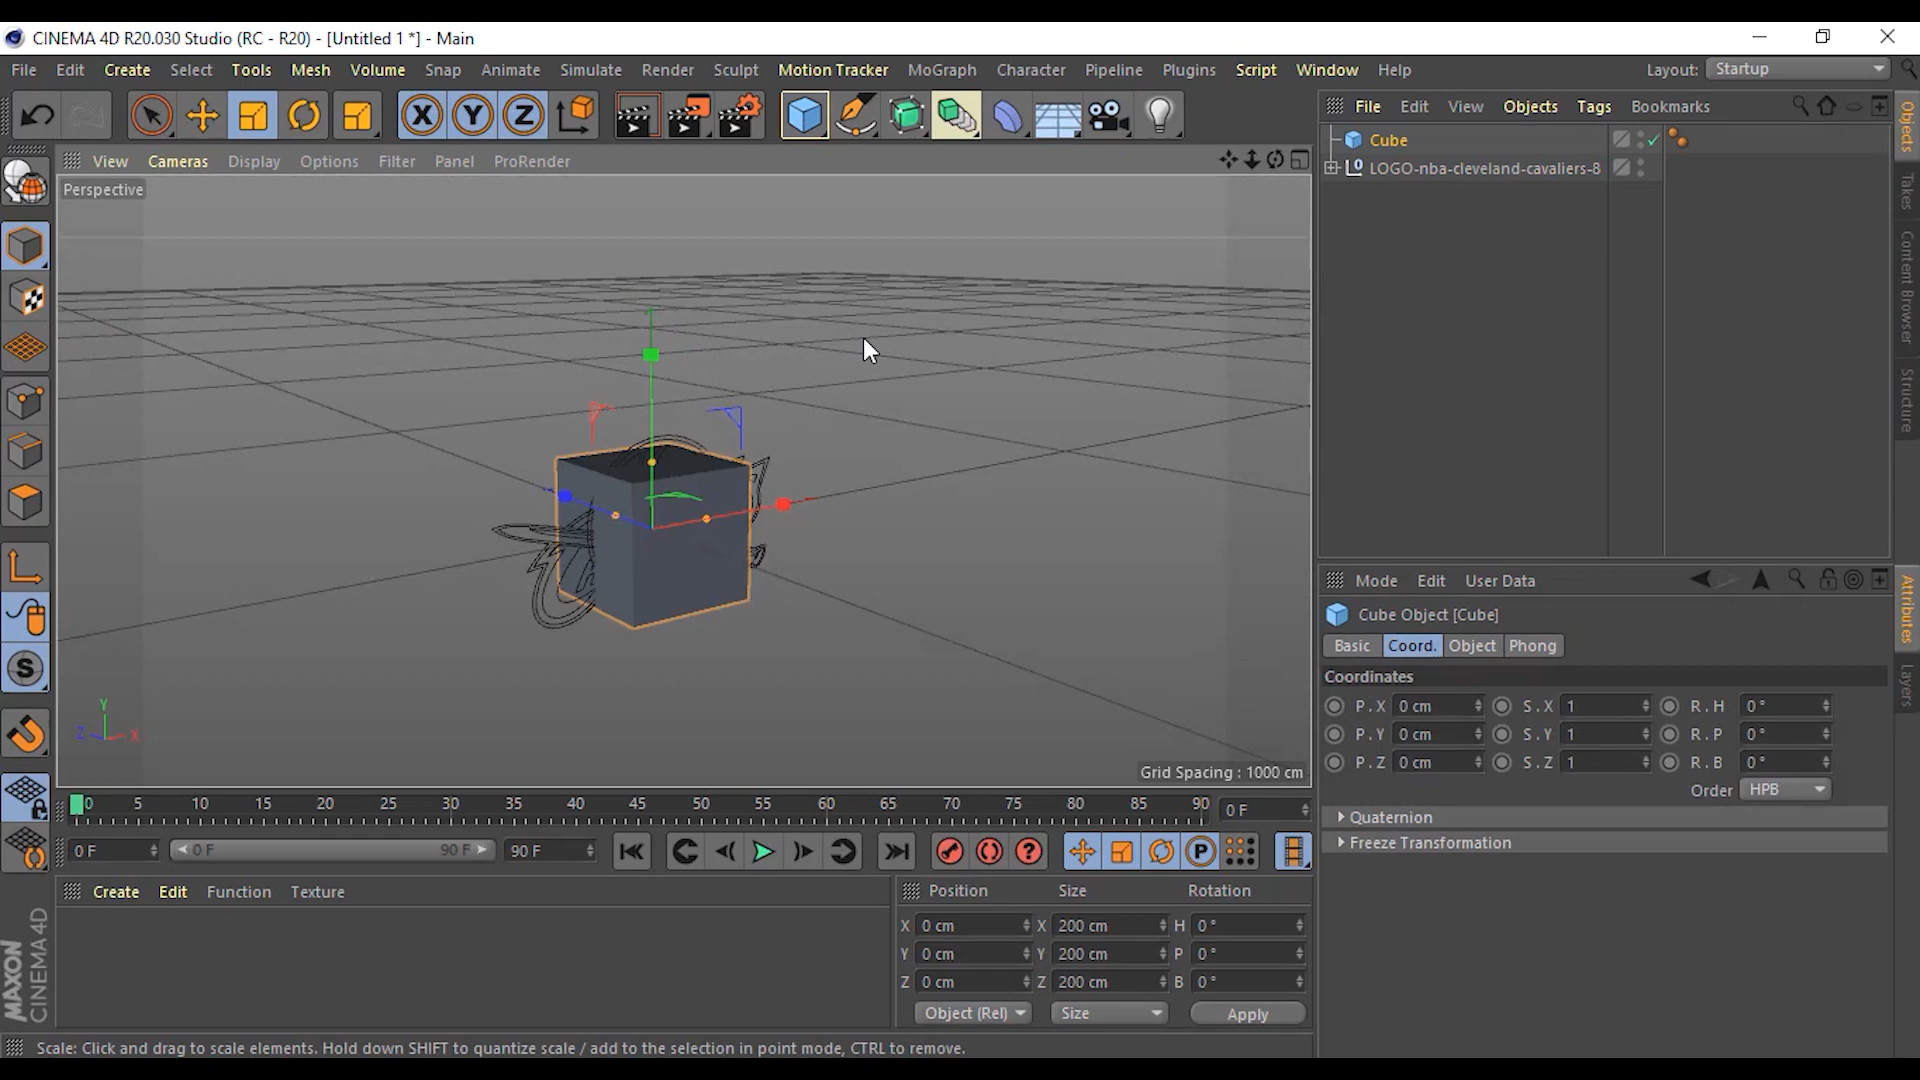 CINEMA 4D R20.030 Studio (RC - R20) - [Untitled 1 *] - Main
File Edit Create Select Tools Mesh Volume Snap Animate Simulate Render Sculpt Motion Tracker MoGraph Character Pipeline Plugins Script Window Help Layout: Startup
X Y Z
File Edit View Objects Tags Bookmarks
View Cameras Display Options Filter Panel ProRender
Perspective
Cube
LOGO-nba-cleveland-cavaliers-8
Objects
Takes
Content Browser
Structure
Y
Z X
Grid Spacing : 1000 cm
S
Mode Edit User Data
Cube Object [Cube]
Basic Coord. Object Phong
Coordinates
P . X 0 cm S . X 1 R . H 0 °
P . Y 0 cm S . Y 1 R . P 0 °
P . Z 0 cm S . Z 1 R . B 0 °
Order HPB
Quaternion
Freeze Transformation
Attributes
Layers
0 5 10 15 20 25 30 35 40 45 50 55 60 65 70 75 80 85 90 0 F
0 F 0 F 90 F 90 F P
Create Edit Function Texture
Position Size Rotation
X 0 cm X 200 cm H 0 °
Y 0 cm Y 200 cm P 0 °
Z 0 cm Z 200 cm B 0 °
Object (Rel) Size Apply
MAXON
CINEMA 4D
Scale: Click and drag to scale elements. Hold down SHIFT to quantize scale / add to the selection in point mode, CTRL to remove.